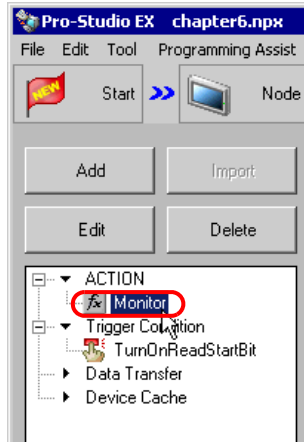 Pro-Studio EX chapter6.npx
File Edit Tool Programming Assist
NEW Start Node
Add Import
Edit Delete
ACTION
fx Monitor
Trigger Condition
TurnOnReadStartBit
Data Transfer
Device Cache